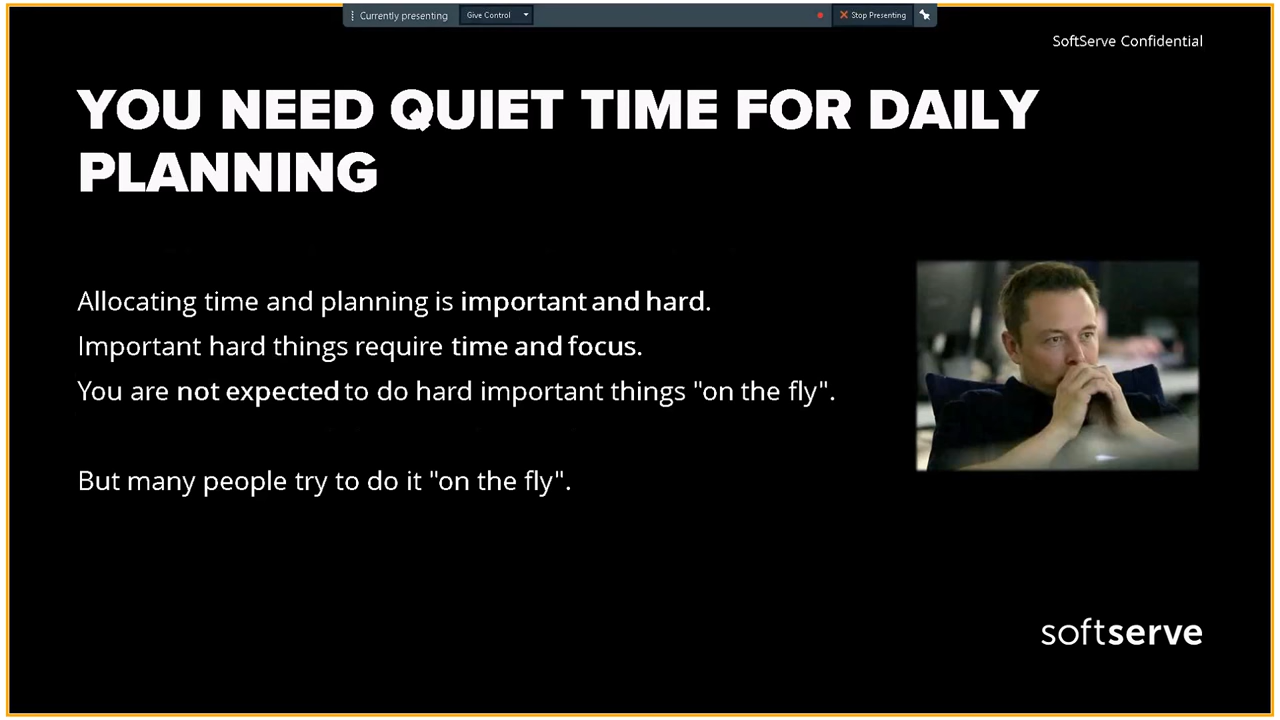 Currently presenting
Give Control
Stop Presenting
SoftServe Confidential
YOU NEED QUIET TIME FOR DAILY
PLANNING
Allocating time and planning is important and hard.
Important hard things require time and focus.
You are not expected to do hard important things "on the fly".
But many people try to do it "on the fly".
softserve